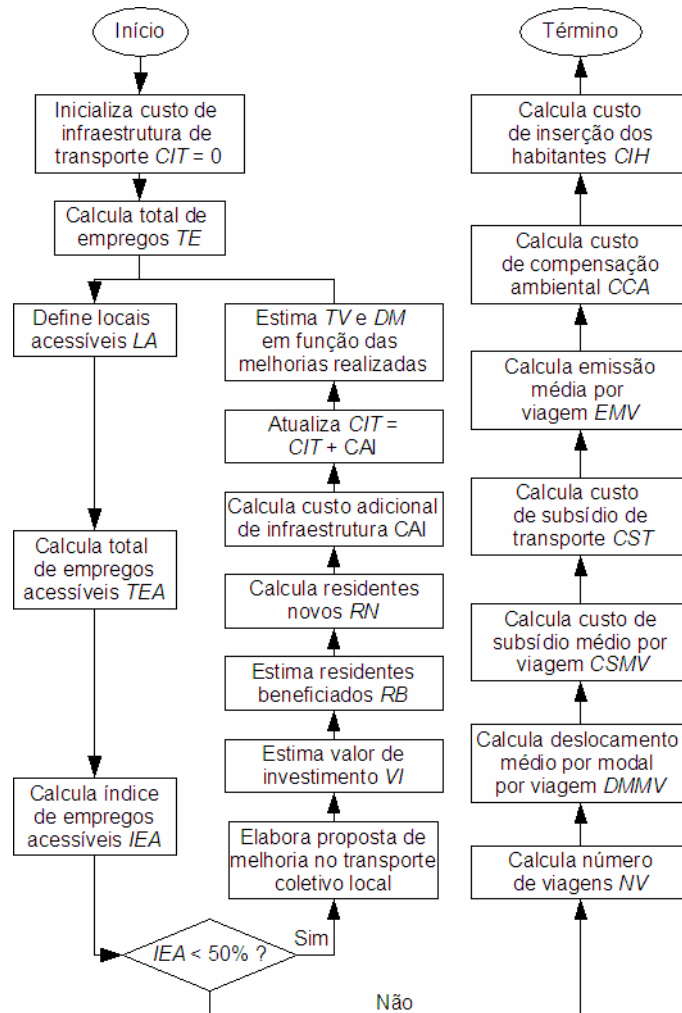 Início
Inicializa custo de
infraestrutura de
transporte CIT = 0
Calcula total de
empregos TE
Define locais
acessíveis LA
Calcula total
de empregos
acessíveis TEA
Calcula índice
de empregos
acessíveis IEA
IEA < 50% ?
Sim
Não
Elabora proposta de
melhoria no transporte
coletivo local
Estima valor de
investimento VI
Estima residentes
beneficiados RB
Calcula residentes
novos RN
Calcula custo adicional
de infraestrutura CAI
Atualiza CIT =
CIT + CAI
Estima TV e DM
em função das
melhorias realizadas
Calcula número
de viagens NV
Calcula deslocamento
médio por modal
por viagem DMMV
Calcula custo de
subsídio médio por
viagem CSMV
Calcula custo
de subsídio de
transporte CST
Calcula emissão
média por
viagem EMV
Calcula custo
de compensação
ambiental CCA
Calcula custo
de inserção dos
habitantes CIH
Término